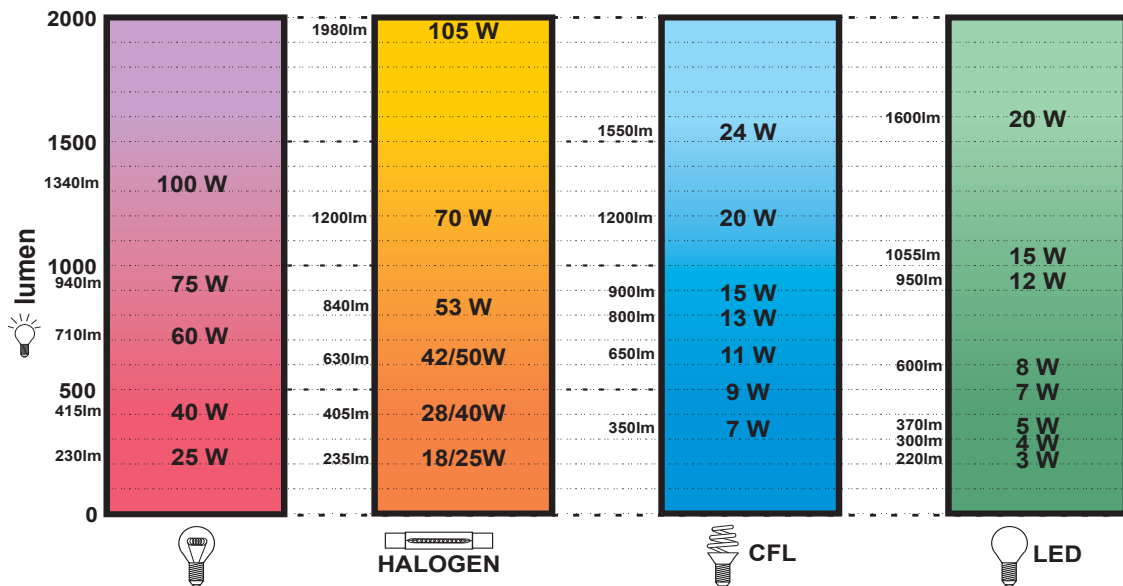 2000
1500
1000
500
0
lumen
1340lm
940lm
710lm
415lm
230lm
100 W
75 W
60 W
40 W
25 W
1980lm
1200lm
840lm
630lm
405lm
235lm
105 W
70 W
53 W
42/50W
28/40W
18/25W
HALOGEN
1550lm
1200lm
900lm
800lm
650lm
350lm
24 W
20 W
15 W
13 W
11 W
9 W
7 W
CFL
1600lm
1055lm
950lm
600lm
370lm
300lm
220lm
20 W
15 W
12 W
8 W
7 W
5 W
4 W
3 W
LED